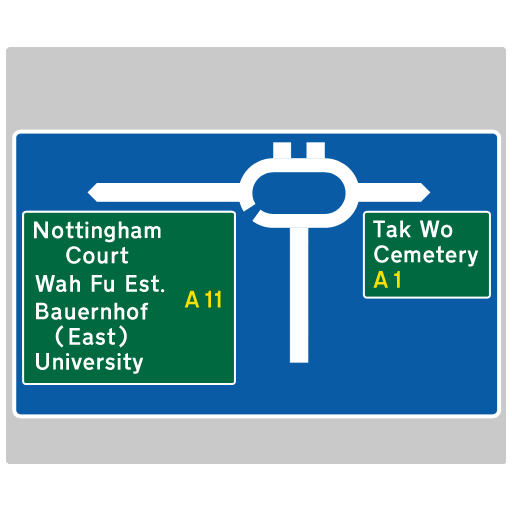 Nottingham
Court
Wah Fu Est.
Bauernhof
(East)
University
A 11
Tak Wo
Cemetery
A 1